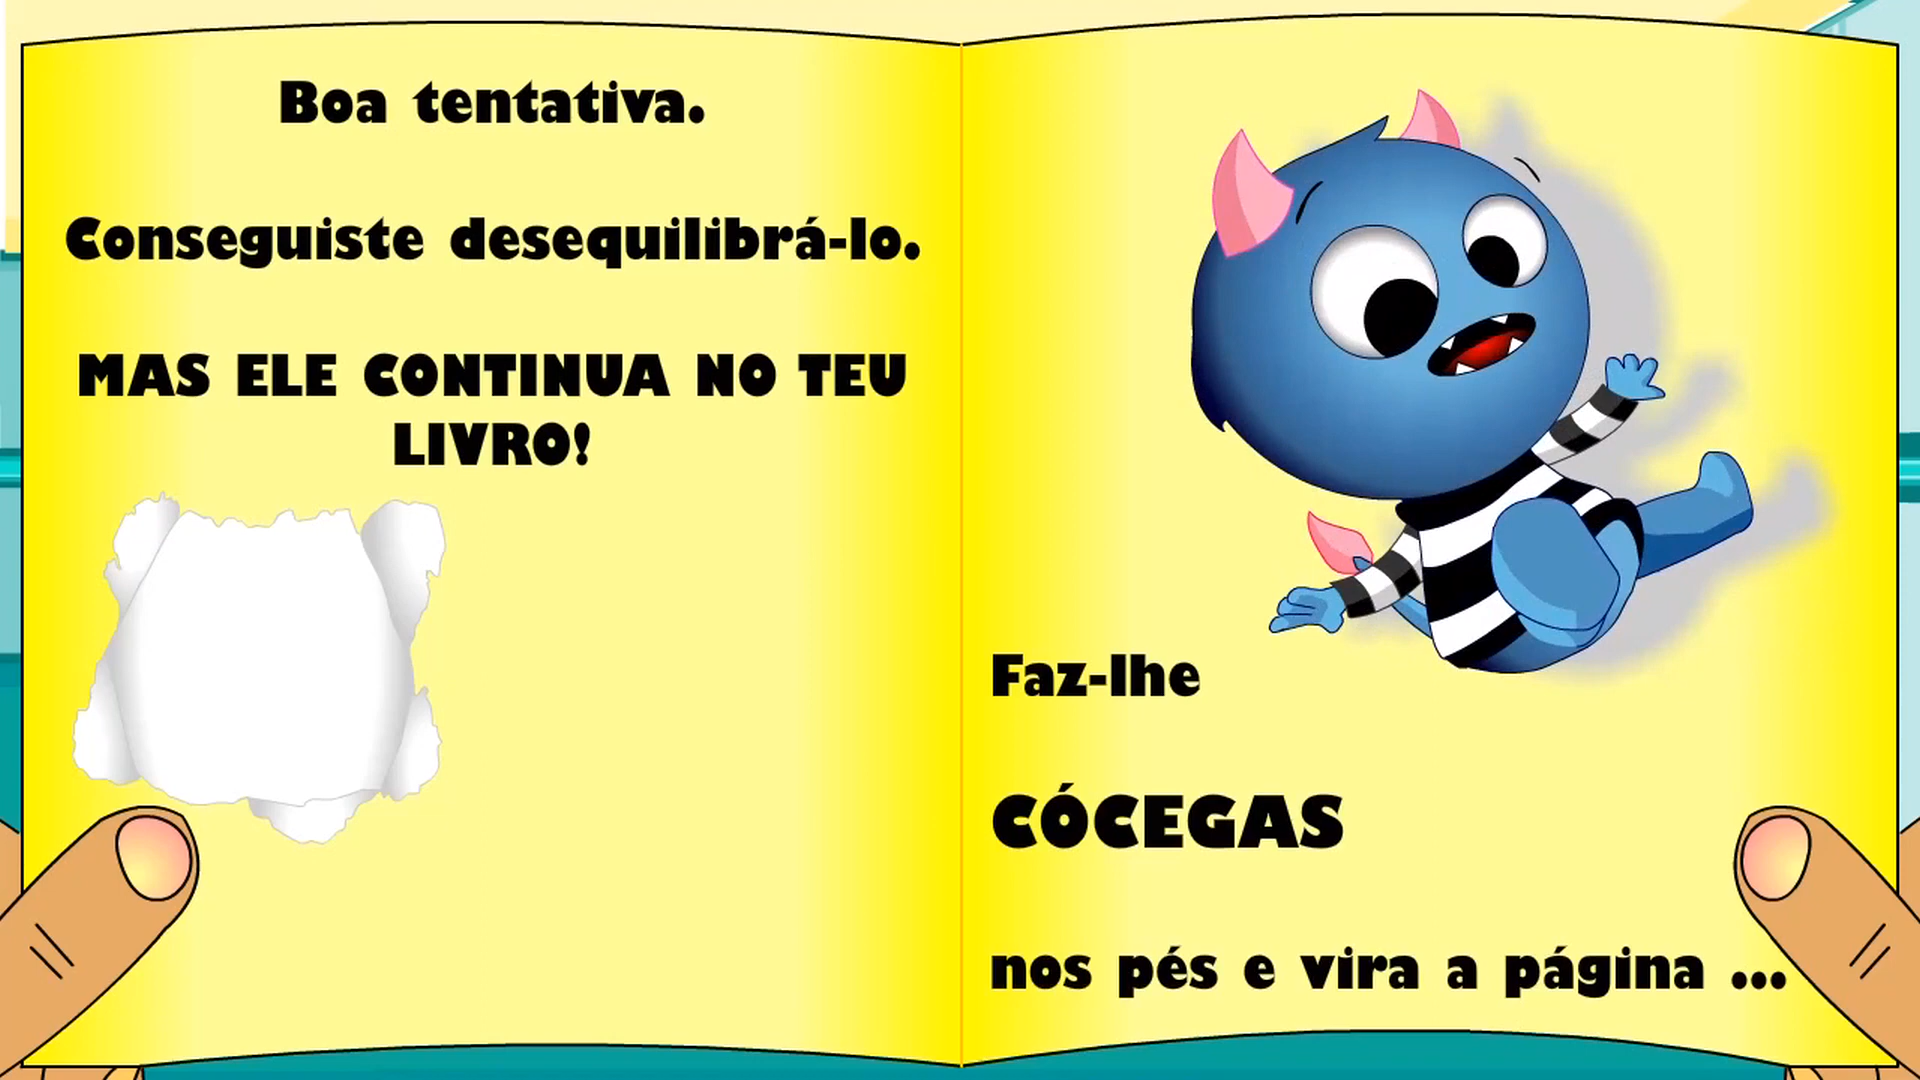 Boa tentativa.
Conseguiste desequilibrá-lo.
MAS ELE CONTINUA NO TEU
LIVRO!
Faz-lhe
CÓCEGAS
nos pés e vira a página ...